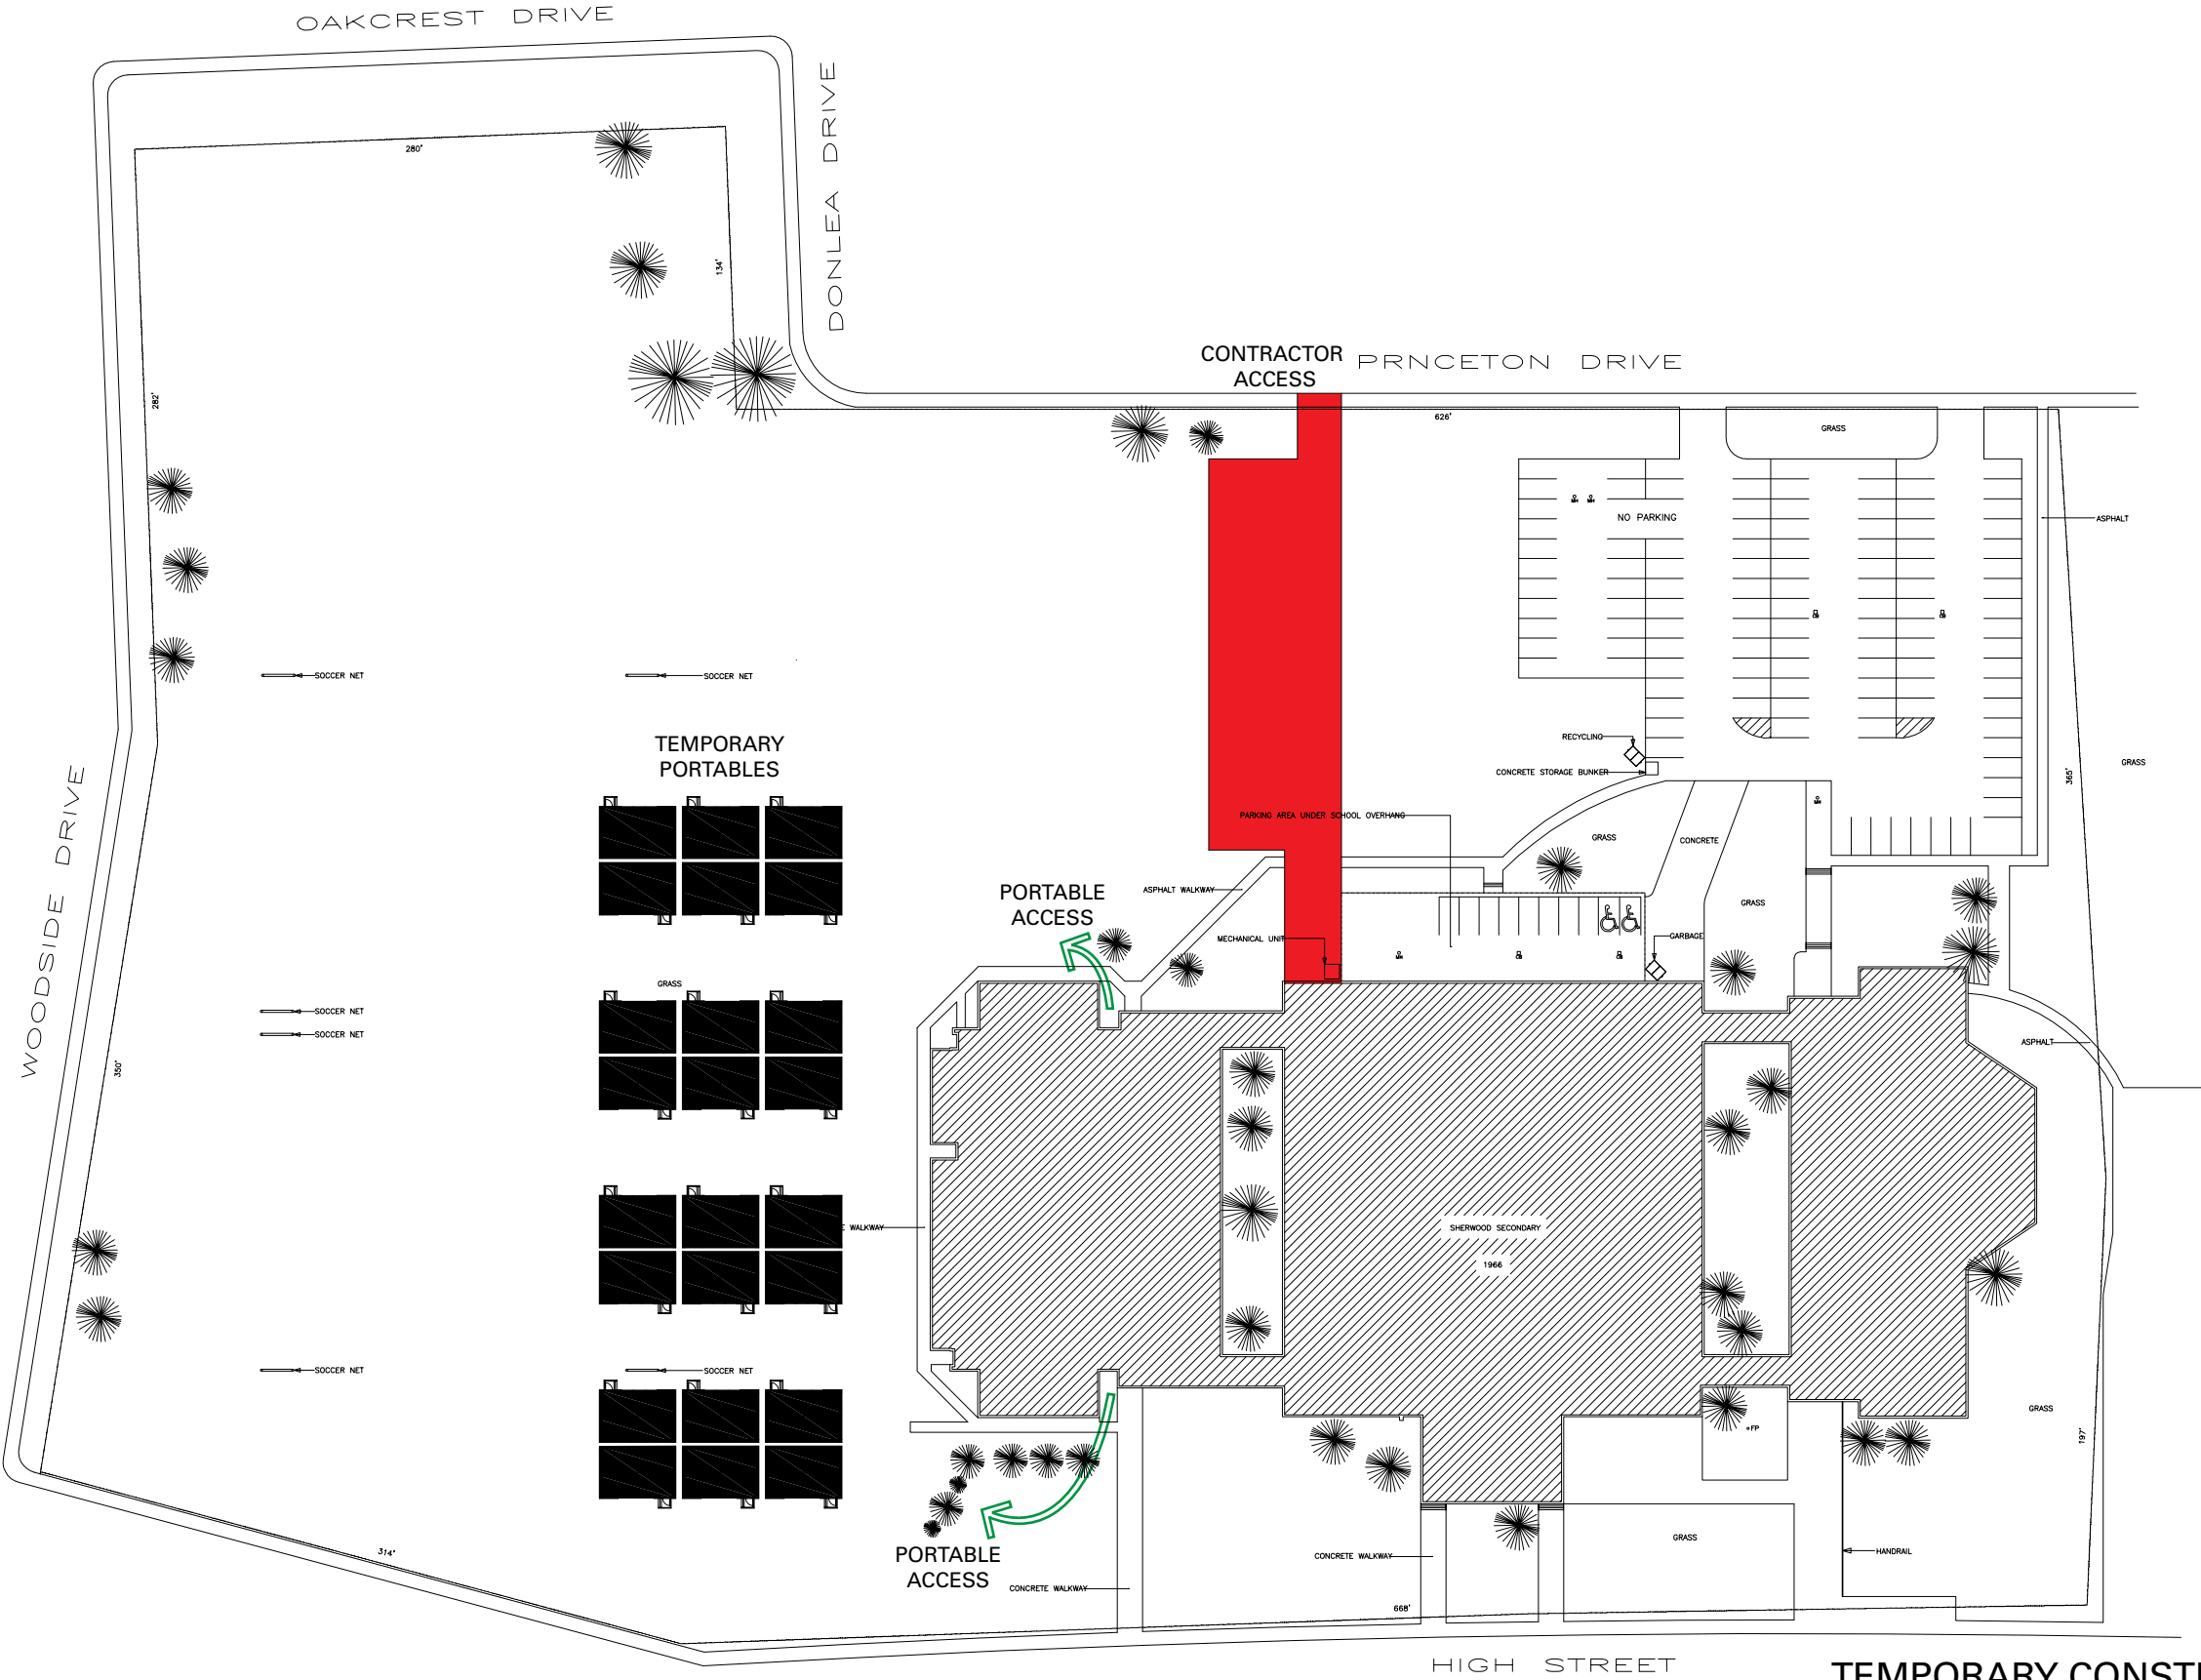 OAKCREST DRIVE
DONLEA DRIVE
280'
134'
282'
CONTRACTOR
ACCESS
PRNCETON DRIVE
626'
GRASS
NO PARKING
ASPHALT
SOCCER NET
SOCCER NET
TEMPORARY
PORTABLES
RECYCLING
CONCRETE STORAGE BUNKER
GRASS
365'
WOODSIDE DRIVE
PARKING AREA UNDER SCHOOL OVERHANG
GRASS
CONCRETE
PORTABLE
ACCESS
ASPHALT WALKWAY
GRASS
MECHANICAL UNIT
GARBAGE
GRASS
SOCCER NET
SOCCER NET
ASPHALT
350'
WALKWAY
SHERWOOD SECONDARY
1966
SOCCER NET
SOCCER NET
GRASS
FP
197'
314'
PORTABLE
ACCESS
GRASS
CONCRETE WALKWAY
HANDRAIL
CONCRETE WALKWAY
668'
HIGH STREET
TEMPORARY CONST